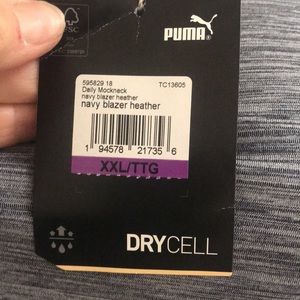 PUMA
595829 18 TC13605
Daily Mockneck
navy blazer heather
navy blazer heather
1 94578 21735 6
XXL/TTG
DRYCELL